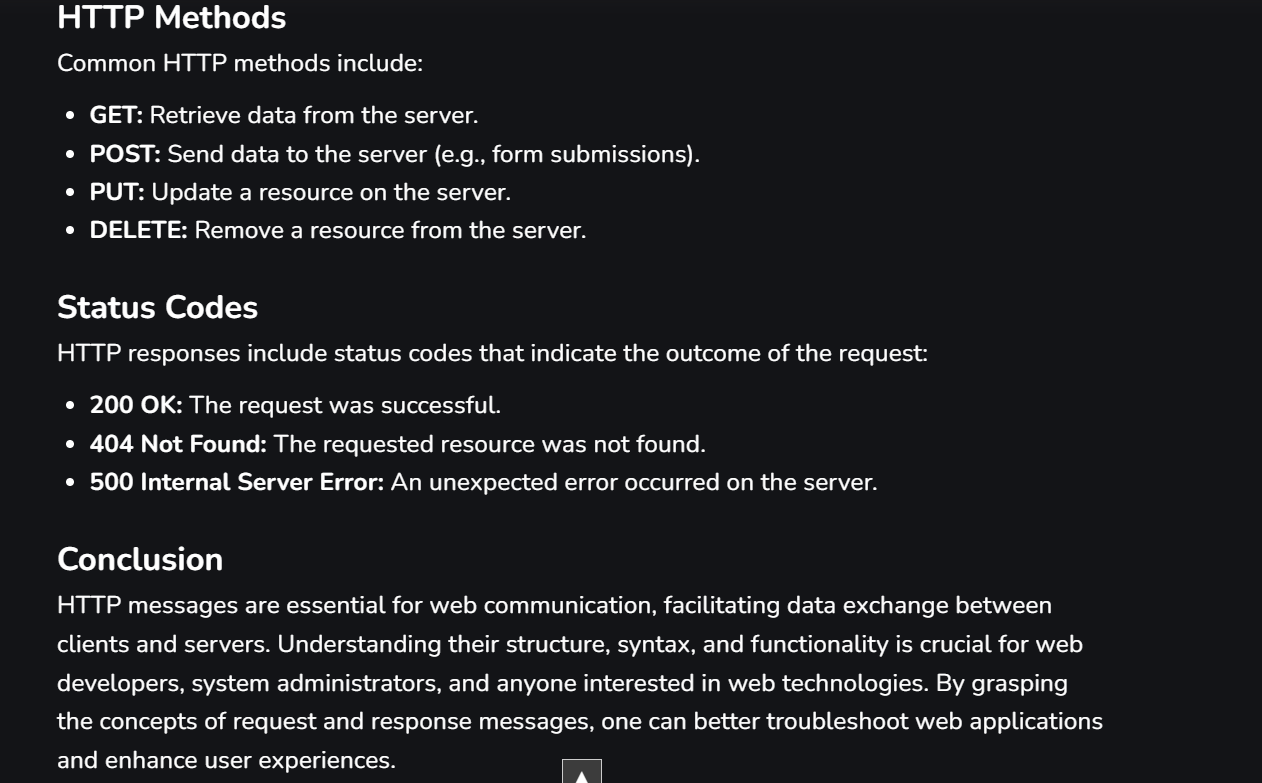 HTTP Methods
Common HTTP methods include:
• GET: Retrieve data from the server.
• POST: Send data to the server (e.g., form submissions).
• PUT: Update a resource on the server.
• DELETE: Remove a resource from the server.
Status Codes
HTTP responses include status codes that indicate the outcome of the request:
• 200 OK: The request was successful.
• 404 Not Found: The requested resource was not found.
• 500 Internal Server Error: An unexpected error occurred on the server.
Conclusion
HTTP messages are essential for web communication, facilitating data exchange between
clients and servers. Understanding their structure, syntax, and functionality is crucial for web
developers, system administrators, and anyone interested in web technologies. By grasping
the concepts of request and response messages, one can better troubleshoot web applications
and enhance user experiences.